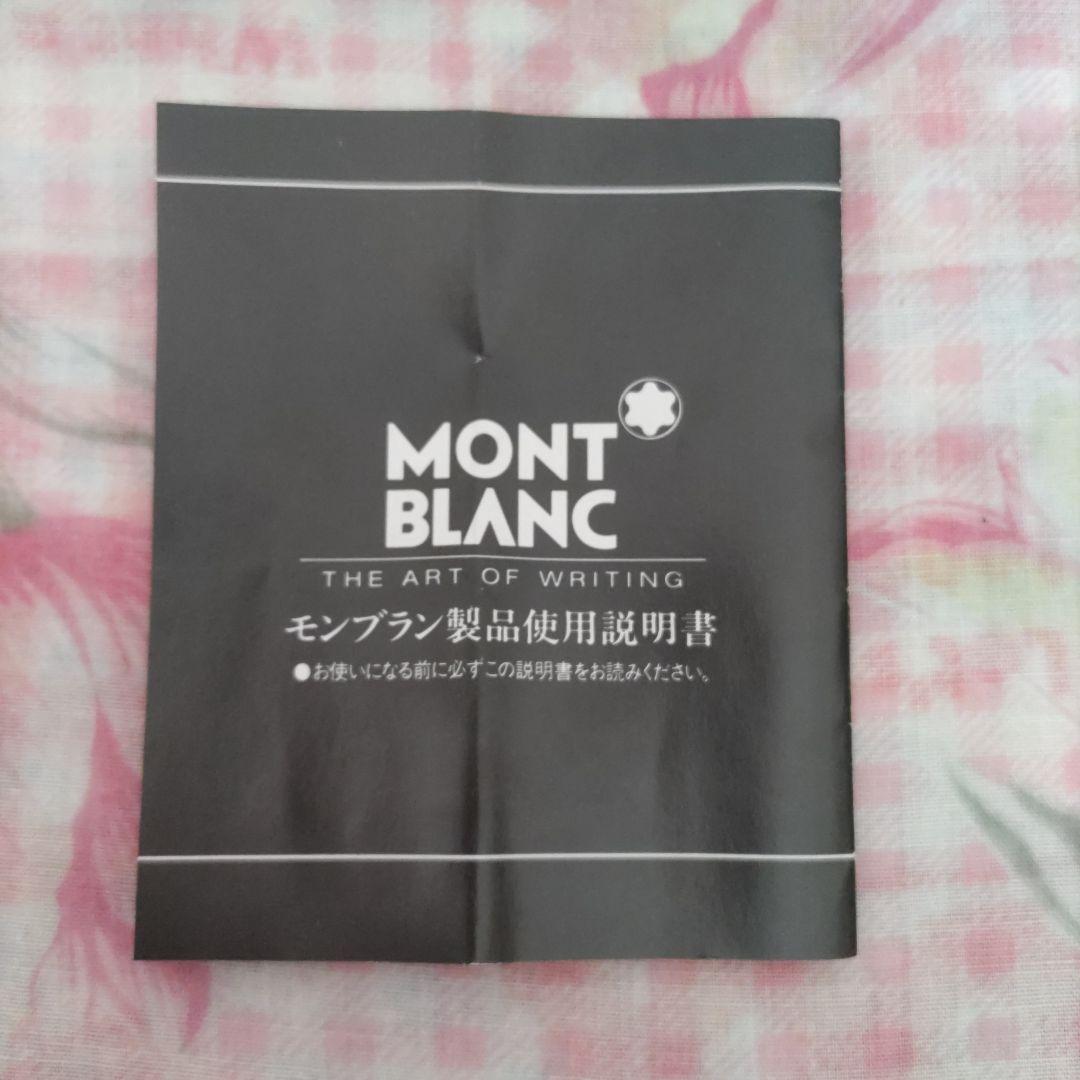 MONT
BLANC
THE ART OF WRITING
モンブラン製品使用説明書
●お使いになる前に必ずこの説明書をお読みください。